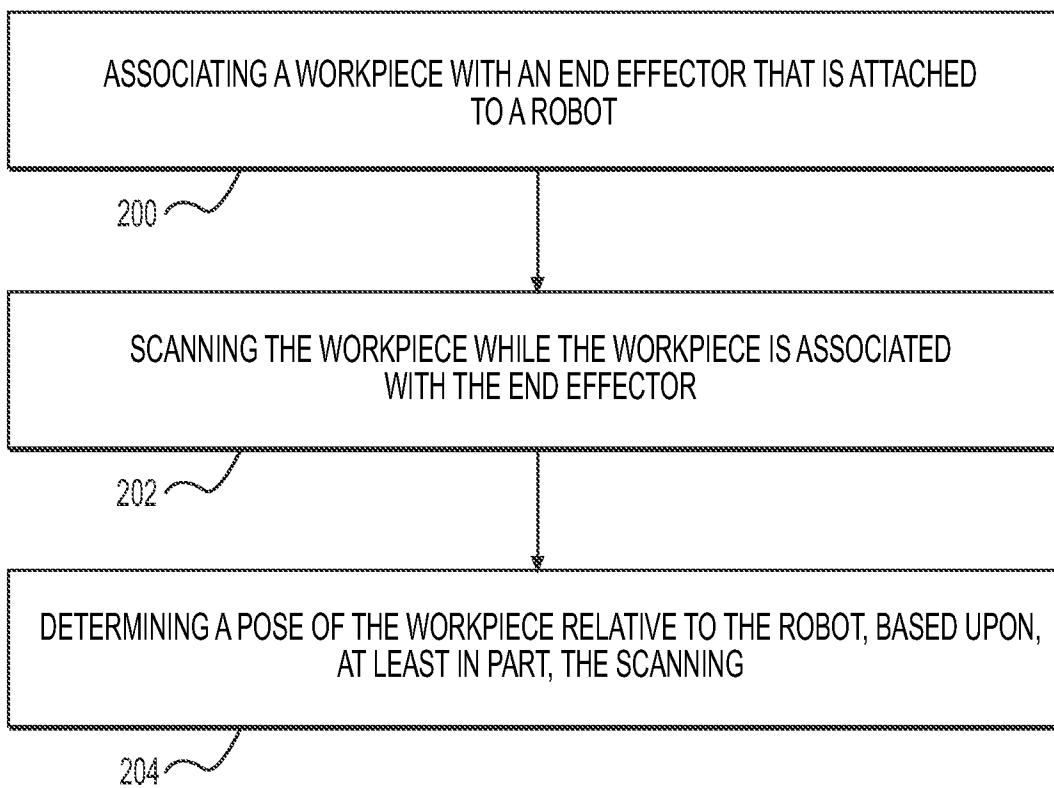 ASSOCIATING A WORKPIECE WITH AN END EFFECTOR THAT IS ATTACHED
TO A ROBOT
200
SCANNING THE WORKPIECE WHILE THE WORKPIECE IS ASSOCIATED
WITH THE END EFFECTOR
202
DETERMINING A POSE OF THE WORKPIECE RELATIVE TO THE ROBOT, BASED UPON,
AT LEAST IN PART, THE SCANNING
204